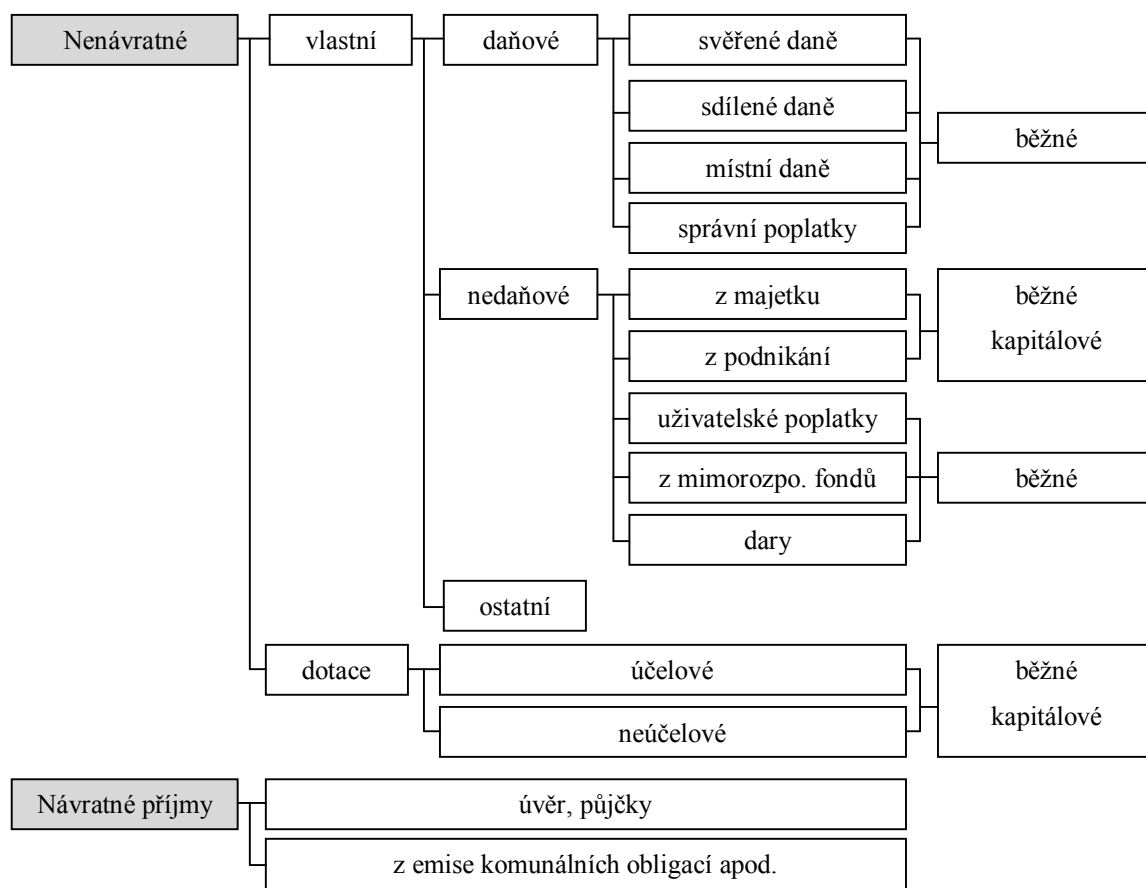 Nenávratné
vlastní
daňové
svěřené daně
sdílené daně
běžné
místní daně
správní poplatky
nedaňové
z majetku
běžné
kapitálové
z podnikání
uživatelské poplatky
z mimorozpo. fondů
běžné
dary
ostatní
dotace
účelové
běžné
kapitálové
neúčelové
Návratné příjmy
úvěr, půjčky
z emise komunálních obligací apod.